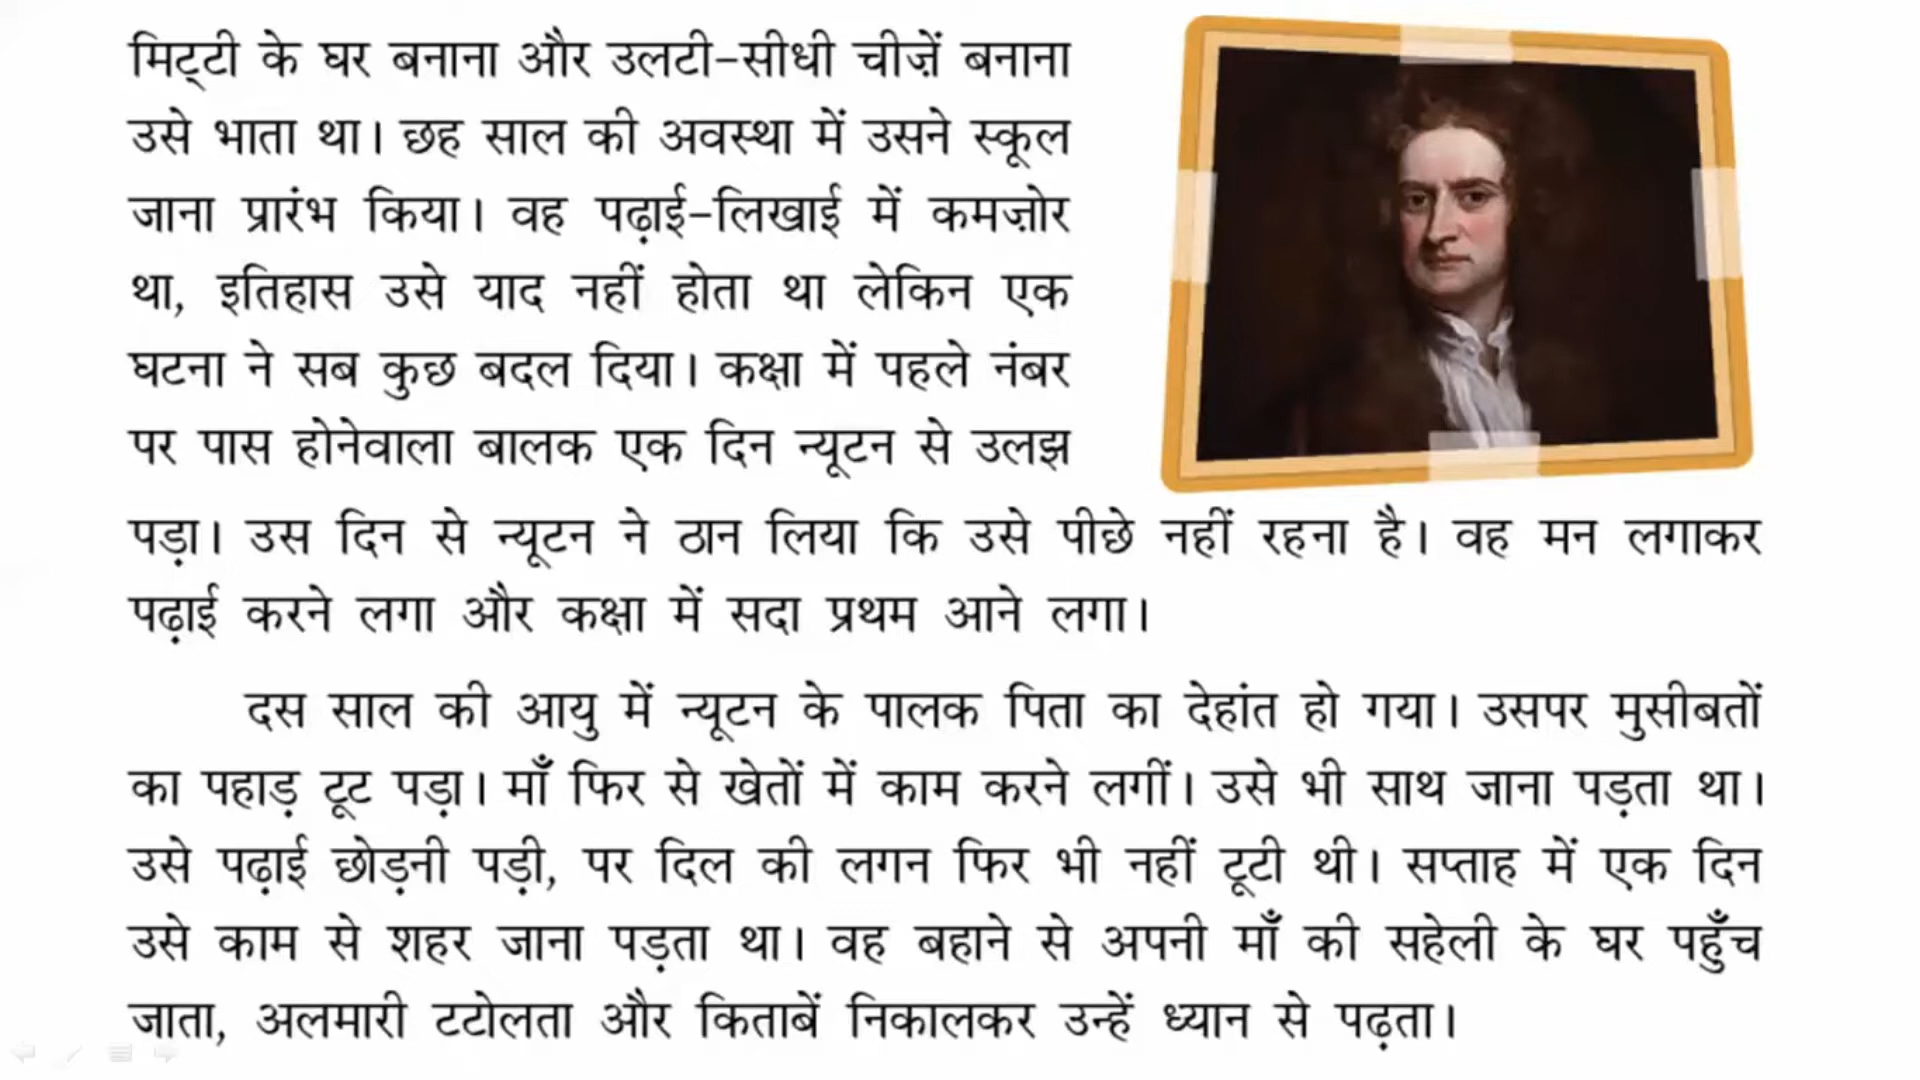 मिट्टी के घर बनाना और उलटी-सीधी चीज़ें बनाना
उसे भाता था। छह साल की अवस्था में उसने स्कूल
जाना प्रारंभ किया। वह पढ़ाई-लिखाई में कमज़ोर
था, इतिहास उसे याद नहीं होता था लेकिन एक
घटना ने सब कुछ बदल दिया। कक्षा में पहले नंबर
पर पास होनेवाला बालक एक दिन न्यूटन से उलझ
पड़ा। उस दिन से न्यूटन ने ठान लिया कि उसे पीछे नहीं रहना है। वह मन लगाकर
पढ़ाई करने लगा और कक्षा में सदा प्रथम आने लगा।
दस साल की आयु में न्यूटन के पालक पिता का देहांत हो गया। उसपर मुसीबतों
का पहाड़ टूट पड़ा। माँ फिर से खेतों में काम करने लगीं। उसे भी साथ जाना पड़ता था।
उसे पढ़ाई छोड़नी पड़ी, पर दिल की लगन फिर भी नहीं टूटी थी। सप्ताह में एक दिन
उसे काम से शहर जाना पड़ता था। वह बहाने से अपनी माँ की सहेली के घर पहुँच
जाता, अलमारी टटोलता और किताबें निकालकर उन्हें ध्यान से पढ़ता।